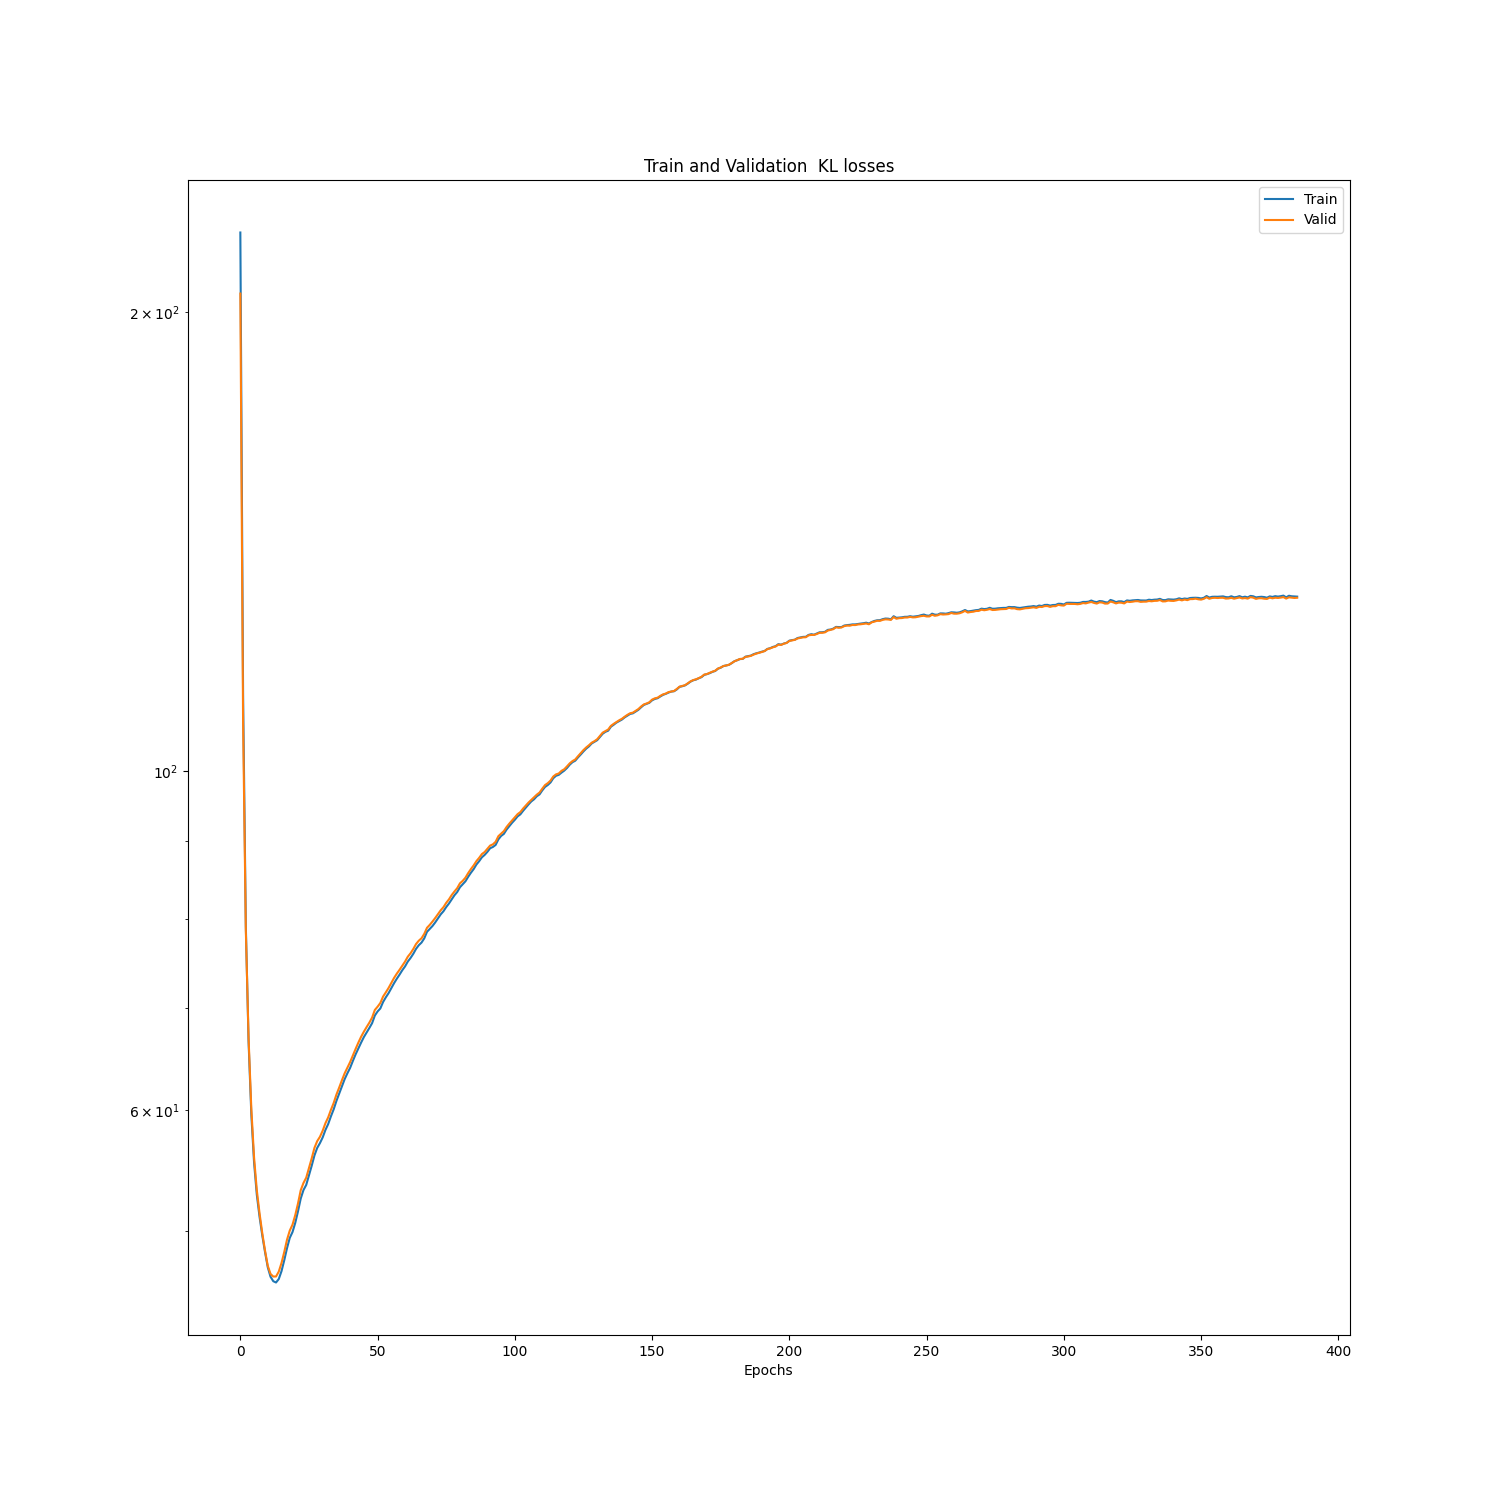 Train and Validation  KL losses
Train
Valid
2 × 10²
10²
6 × 10¹
0 50 100 150 200 250 300 350 400
Epochs